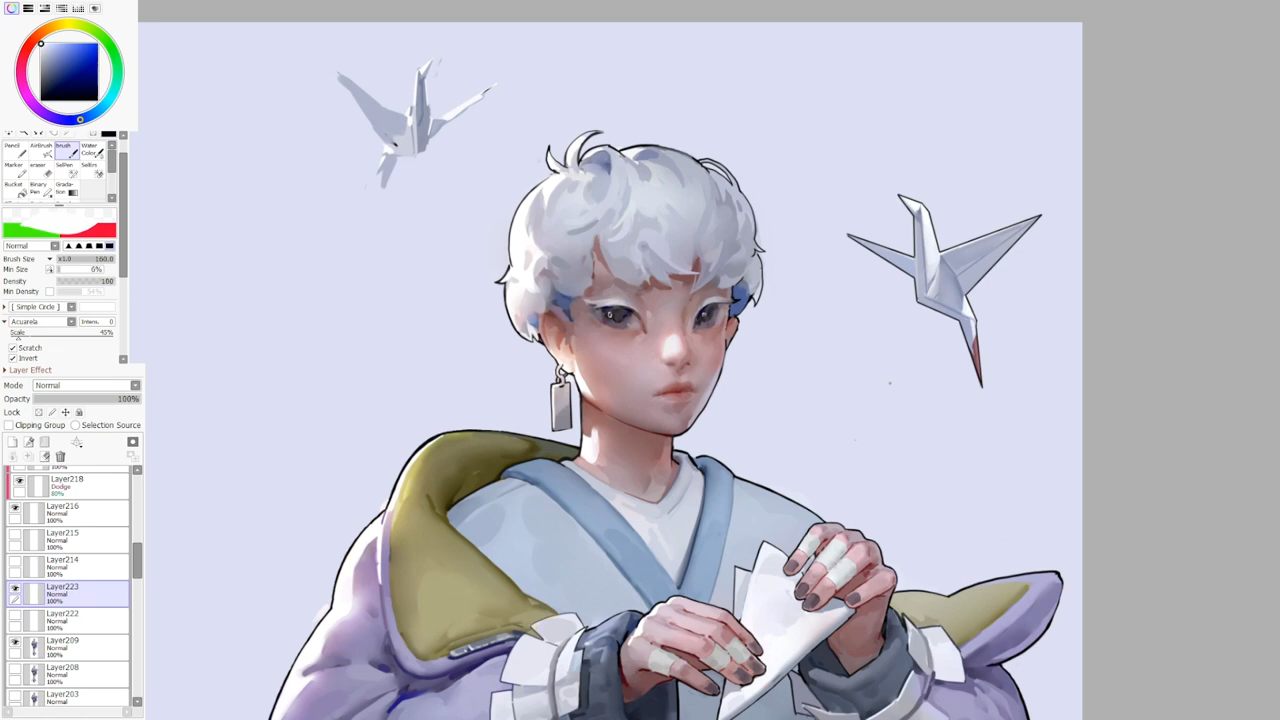 Pencil AirBrush brush Water Color
Marker eraser SelPen SelErs
Bucket Binary Pen Grada-tion
Normal
Brush Size x1.0 160.0
Min Size 6%
Density 100
Min Density 54%
[ Simple Circle ]
Acuarela Intens. 0
Scale 45%
Scratch
Invert
Layer Effect
Mode Normal
Opacity 100%
Lock
Clipping Group Selection Source
100%
Layer218
Dodge
80%
Layer216
Normal
100%
Layer215
Normal
100%
Layer214
Normal
100%
Layer223
Normal
100%
Layer222
Normal
100%
Layer209
Normal
100%
Layer208
Normal
100%
Layer203
Normal